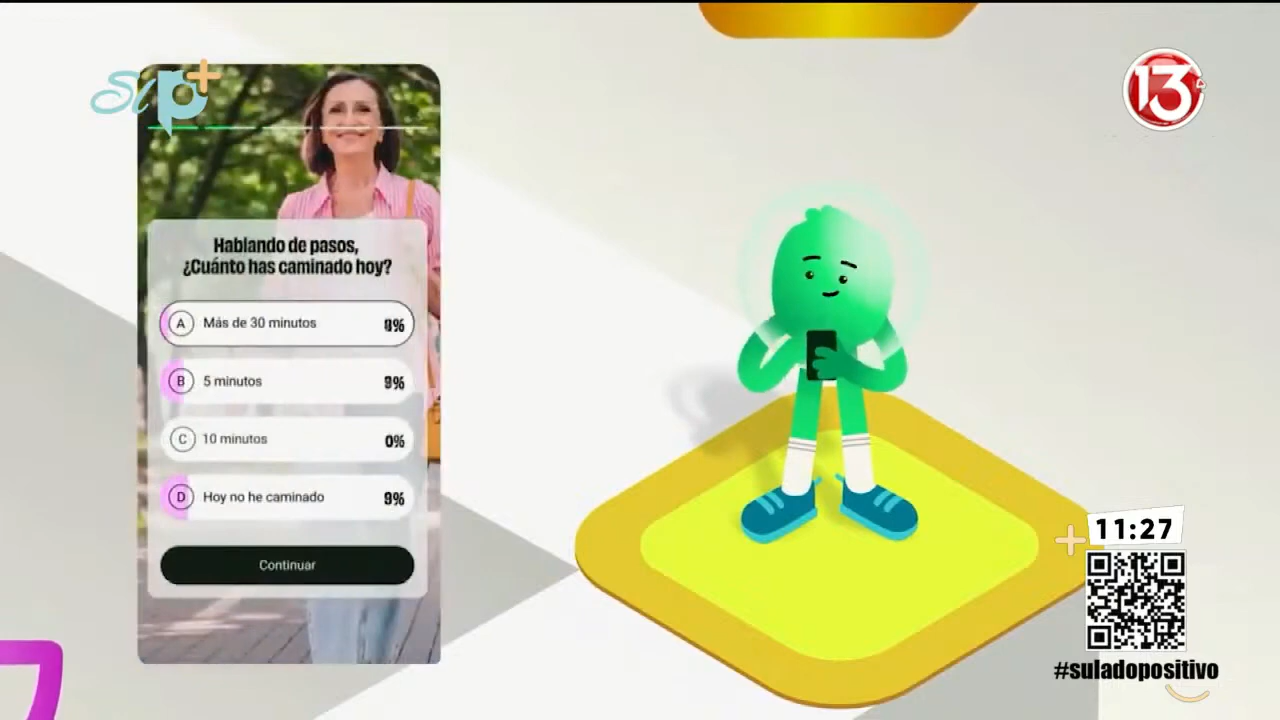 Sí p+
13
Hablando de pasos,
¿Cuánto has caminado hoy?
A Más de 30 minutos
B 5 minutos
C 10 minutos 0%
D Hoy no he caminado
Continuar
11:27
#suladopositivo